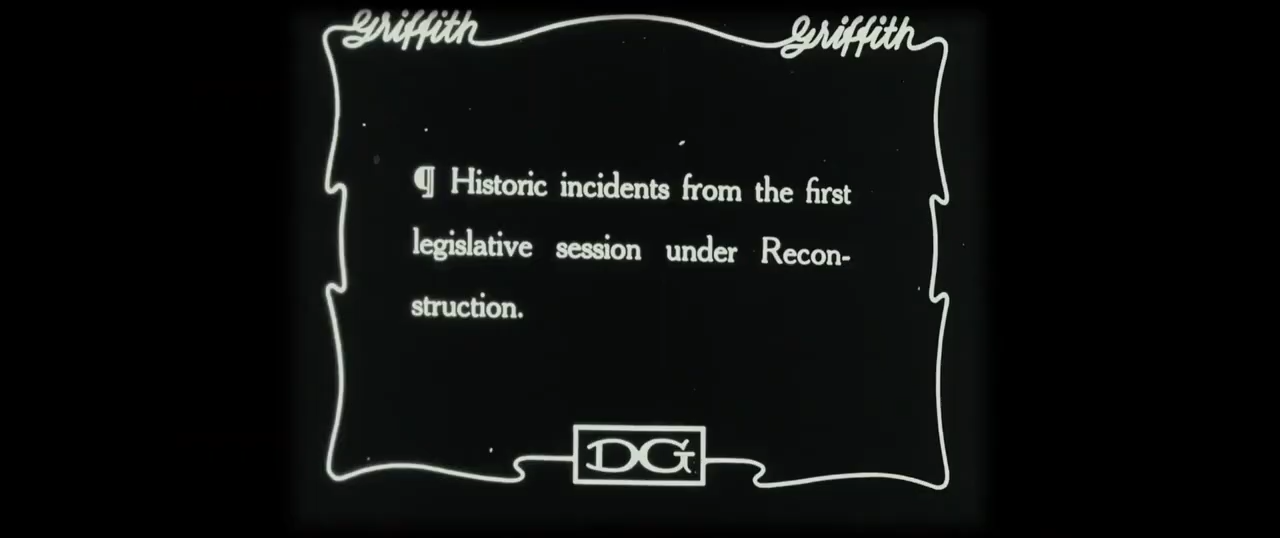 Griffith Griffith
¶ Historic incidents from the first
legislative session under Recon-
struction.
DG